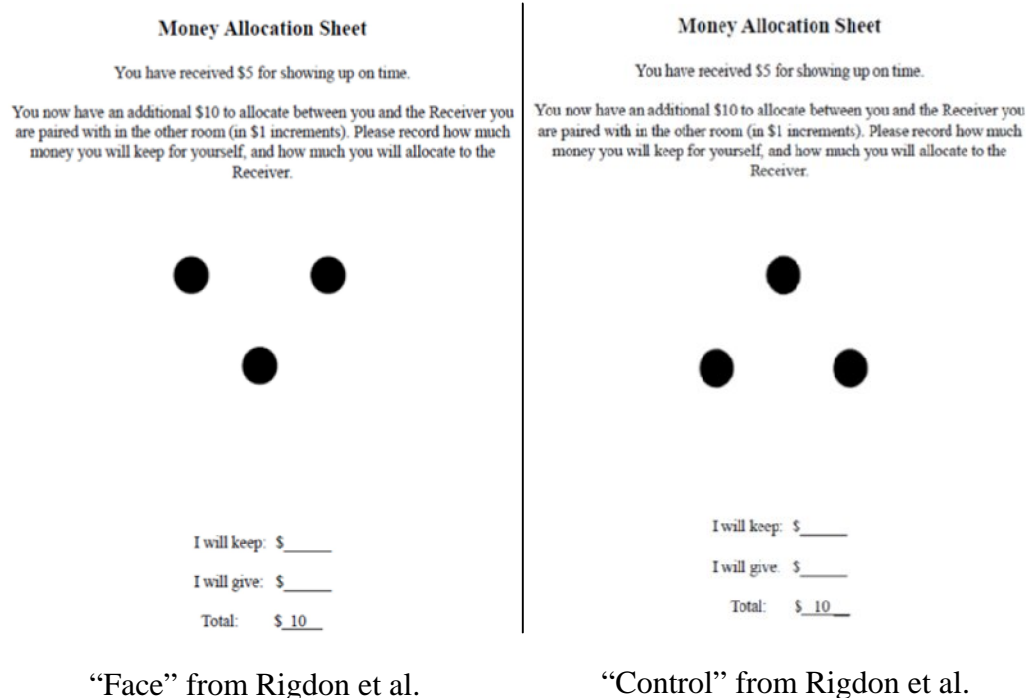 Money Allocation Sheet
You have received $5 for showing up on time.
You now have an additional $10 to allocate between you and the Receiver you
are paired with in the other room (in $1 increments). Please record how much
money you will keep for yourself, and how much you will allocate to the
Receiver.
I will keep: $______
I will give: $______
Total: $_10__
“Face” from Rigdon et al.
Money Allocation Sheet
You have received $5 for showing up on time.
You now have an additional $10 to allocate between you and the Receiver you
are paired with in the other room (in $1 increments). Please record how much
money you will keep for yourself, and how much you will allocate to the
Receiver.
I will keep: $______
I will give. $______
Total: $_10__
“Control” from Rigdon et al.